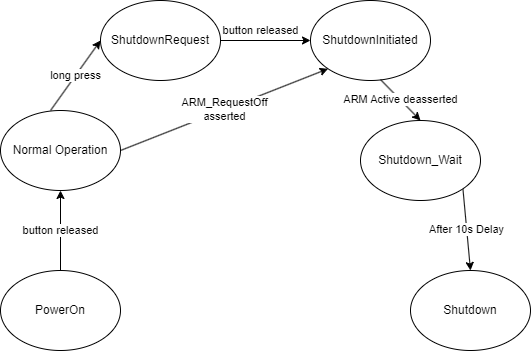 ShutdownRequest
button released
ShutdownInitiated
long press
ARM_RequestOff
asserted
ARM Active deasserted
Normal Operation
Shutdown_Wait
button released
After 10s Delay
PowerOn
Shutdown